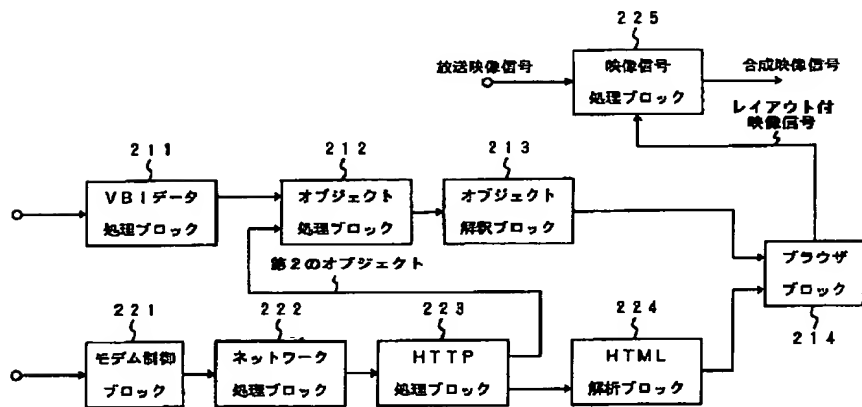 225
放送映像信号
映像信号
処理ブロック
合成映像信号
レイアウト付
映像信号
211
212
213
VBIデータ
処理ブロック
オブジェクト
処理ブロック
オブジェクト
解釈ブロック
第2のオブジェクト
ブラウザ
ブロック
214
221
222
223
224
モデム制御
ブロック
ネットワーク
処理ブロック
HTTP
処理ブロック
HTML
解析ブロック